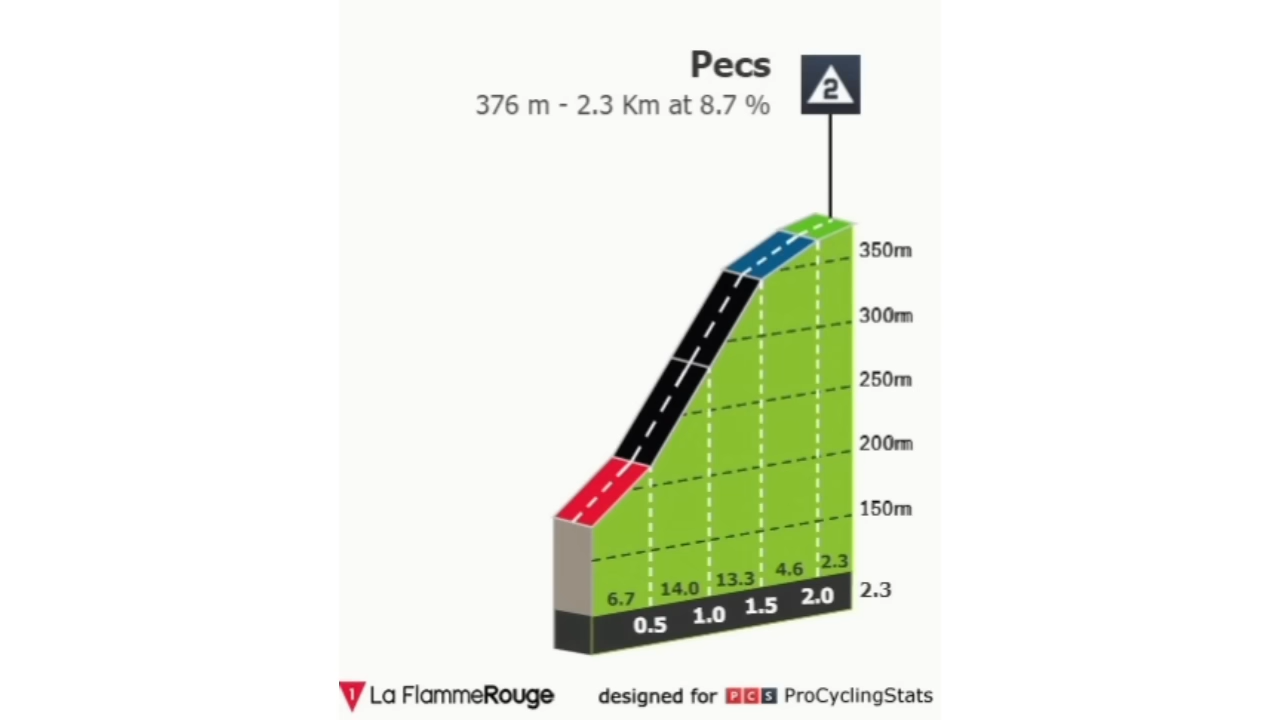 Pecs
2
376 m - 2.3 Km at 8.7 %
350m
300m
250m
200m
150m
6.7 14.0 13.3 4.6 2.3
0.5 1.0 1.5 2.0 2.3
1 La FlammeRouge designed for PCS ProCyclingStats